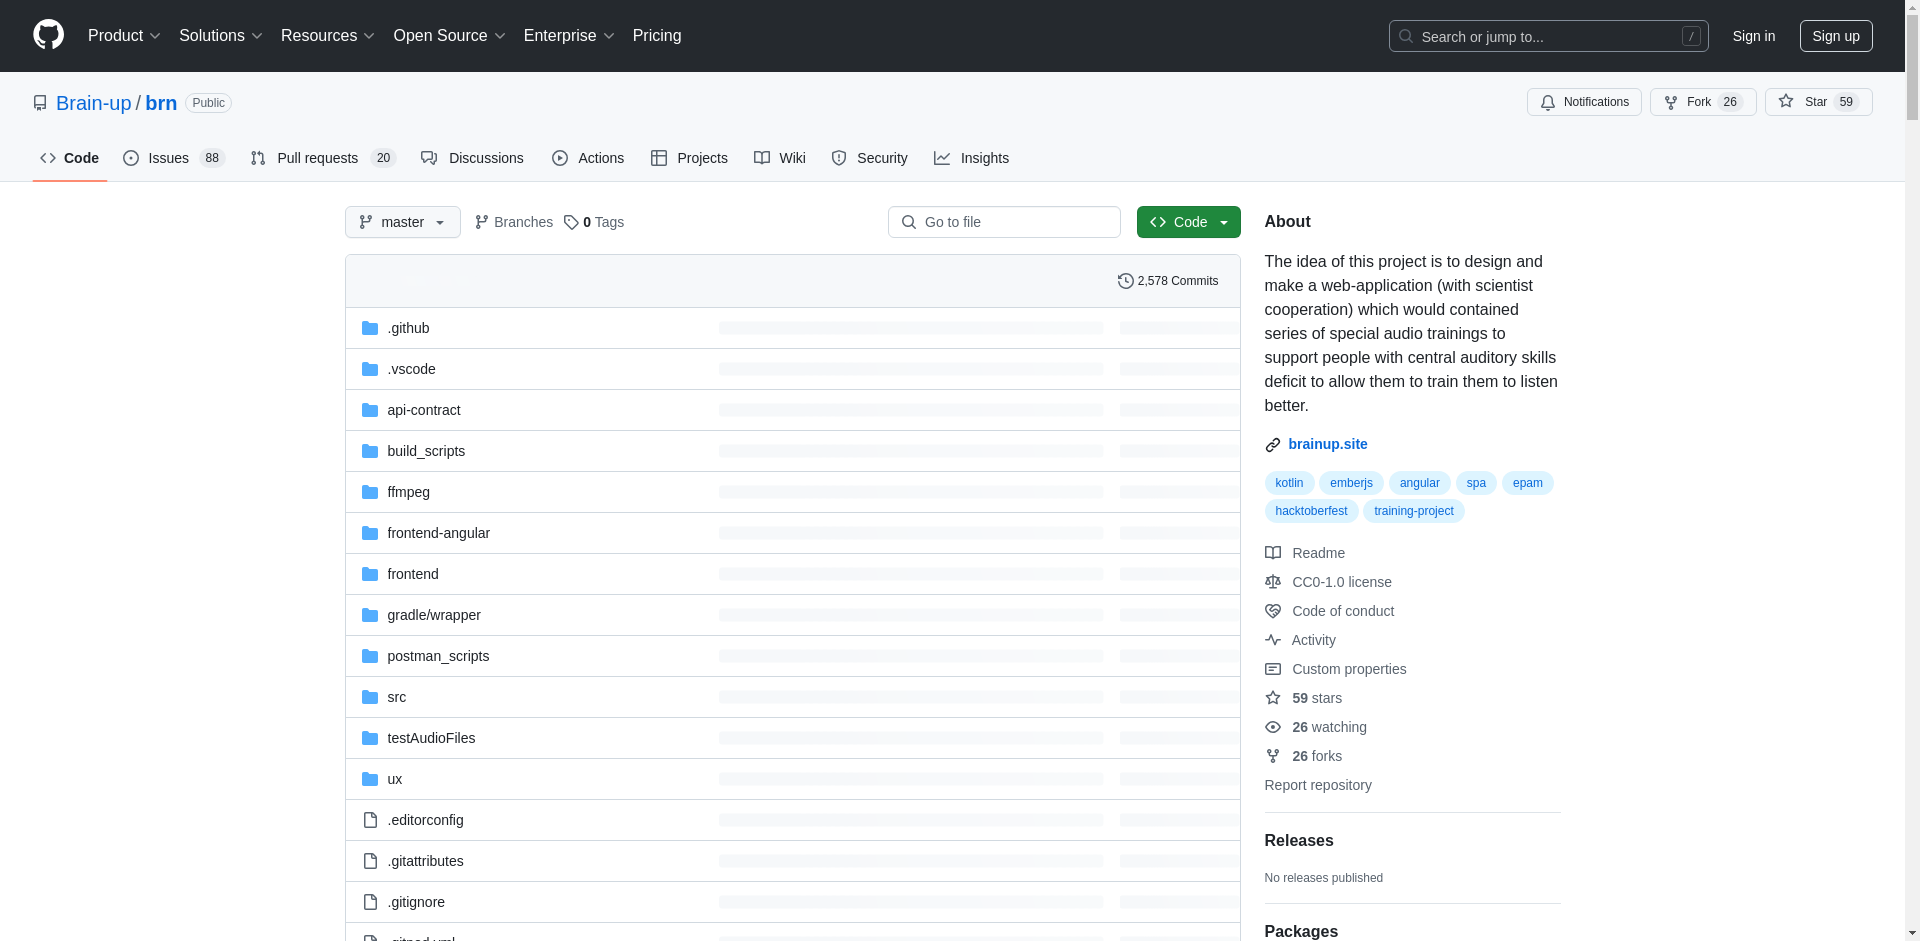 Product Solutions Resources Open Source Enterprise Pricing Search or jump to... / Sign in Sign up
Brain-up / brn Public Notifications Fork 26 Star 59
Code Issues 88 Pull requests 20 Discussions Actions Projects Wiki Security Insights
master Branches 0 Tags Go to file Code
2,578 Commits
.github
.vscode
api-contract
build_scripts
ffmpeg
frontend-angular
frontend
gradle/wrapper
postman_scripts
src
testAudioFiles
ux
.editorconfig
.gitattributes
.gitignore
.gitpod.yml
About
The idea of this project is to design and
make a web-application (with scientist
cooperation) which would contained
series of special audio trainings to
support people with central auditory skills
deficit to allow them to train them to listen
better.
brainup.site
kotlin emberjs angular spa epam
hacktoberfest training-project
Readme
CC0-1.0 license
Code of conduct
Activity
Custom properties
59 stars
26 watching
26 forks
Report repository
Releases
No releases published
Packages